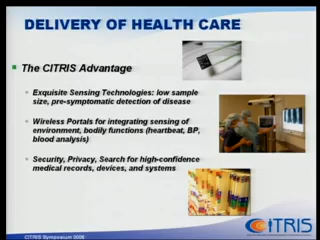 DELIVERY OF HEALTH CARE
The CITRIS Advantage
Exquisite Sensing Technologies: low sample
size, pre-symptomatic detection of disease
Wireless Portals for integrating sensing of
environment, bodily functions (heartbeat, BP,
blood analysis)
Security, Privacy, Search for high-confidence
medical records, devices, and systems
CiTRIS
CITRIS Symposium 2006